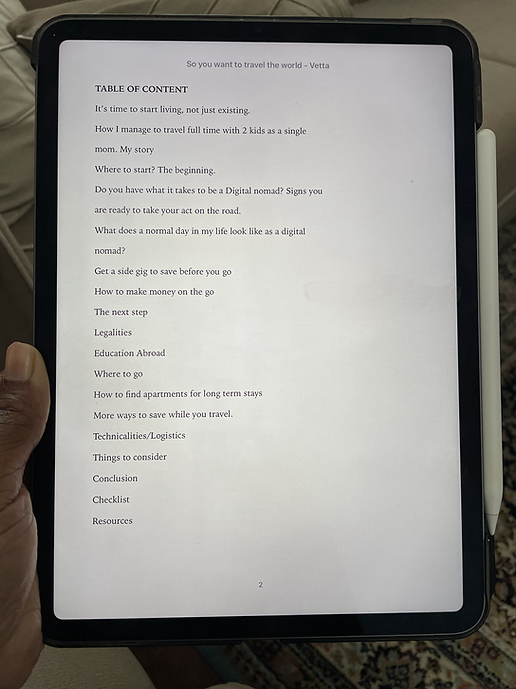 So you want to travel the world - Vetta
TABLE OF CONTENT
It's time to start living, not just existing.
How I manage to travel full time with 2 kids as a single
mom. My story
Where to start? The beginning.
Do you have what it takes to be a Digital nomad? Signs you
are ready to take your act on the road.
What does a normal day in my life look like as a digital
nomad?
Get a side gig to save before you go
How to make money on the go
The next step
Legalities
Education Abroad
Where to go
How to find apartments for long term stays
More ways to save while you travel.
Technicalities/Logistics
Things to consider
Conclusion
Checklist
Resources
2